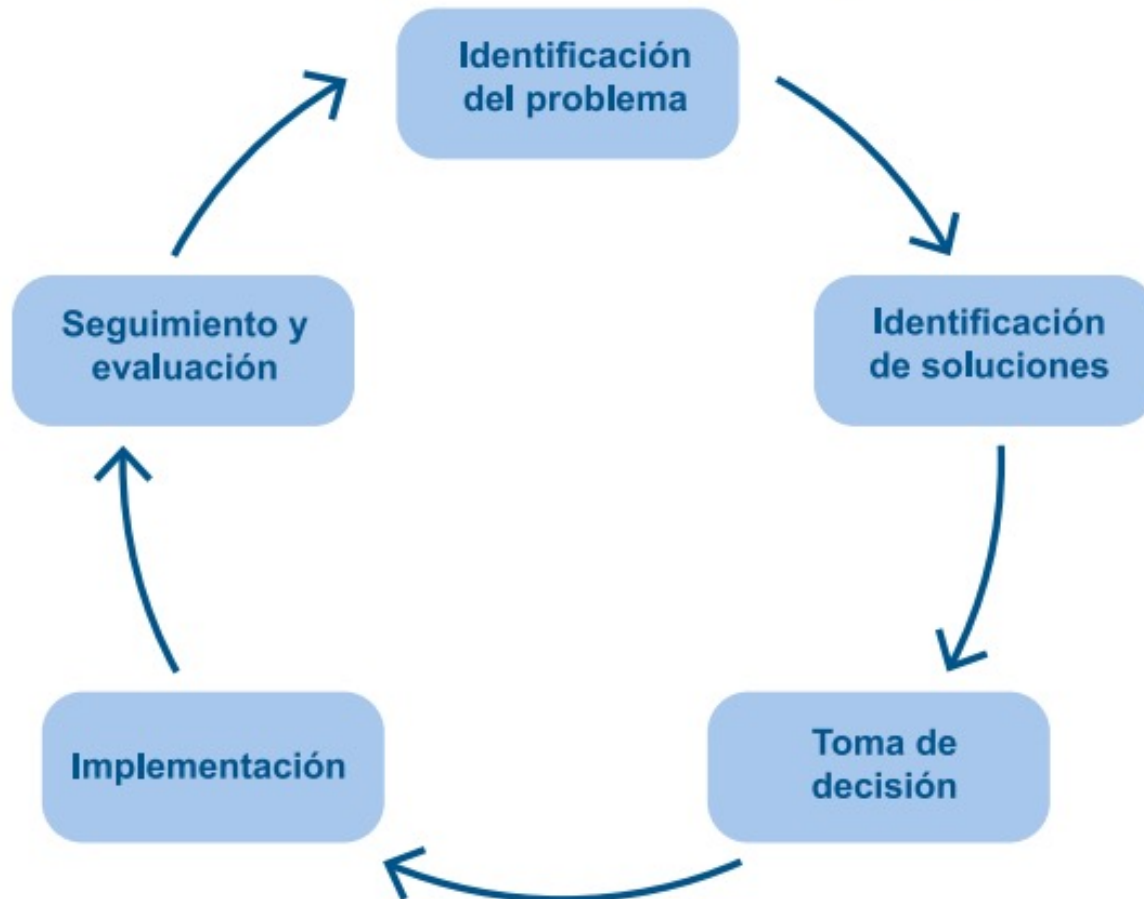 Identificación
del problema
Identificación
de soluciones
Toma de
decisión
Implementación
Seguimiento y
evaluación